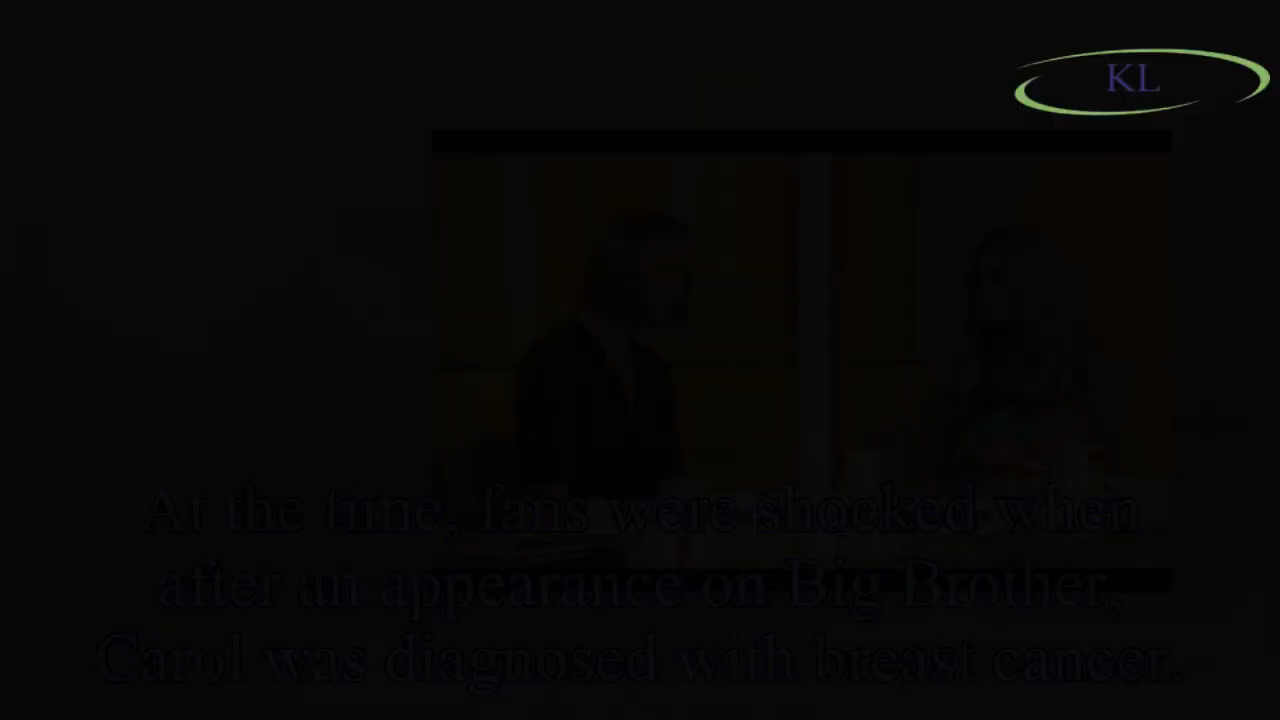 KL
At the time, fans were shocked when
after an appearance on Big Brother,
Carol was diagnosed with breast cancer.